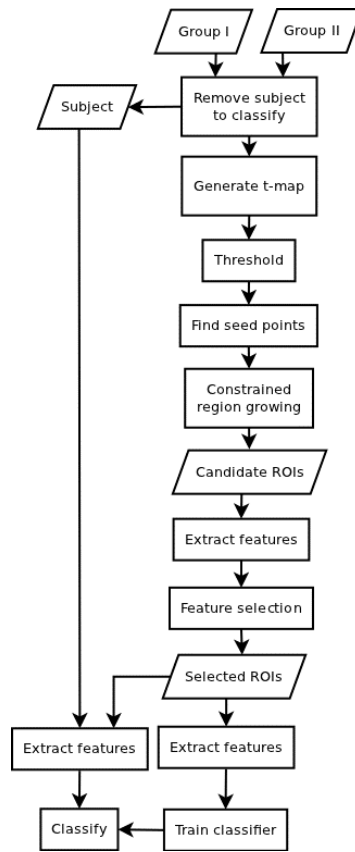 Group I
Group II
Subject
Remove subject
to classify
Generate t-map
Threshold
Find seed points
Constrained
region growing
Candidate ROIs
Extract features
Feature selection
Selected ROIs
Extract features
Extract features
Classify
Train classifier